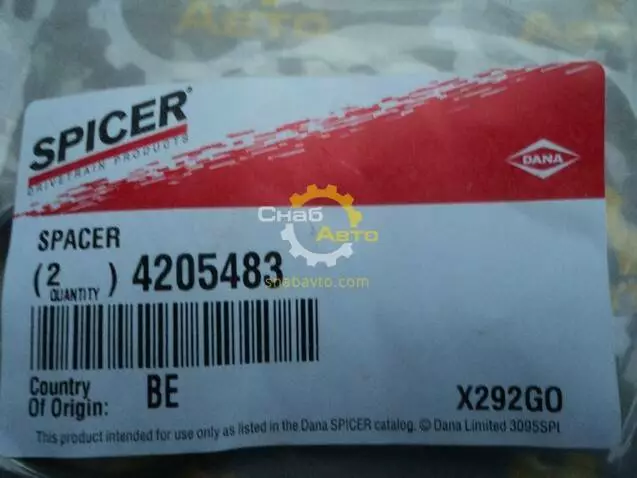 SPICER®
DRIVETRAIN PRODUCTS
DANA
Снаб Авто
SPACER
(2) 4205483
QUANTITY
snabavto.com
Country
Of Origin: BE
X292GO
This product intended for use only as listed in the Dana SPICER catalog. © Dana Limited 3095SPI